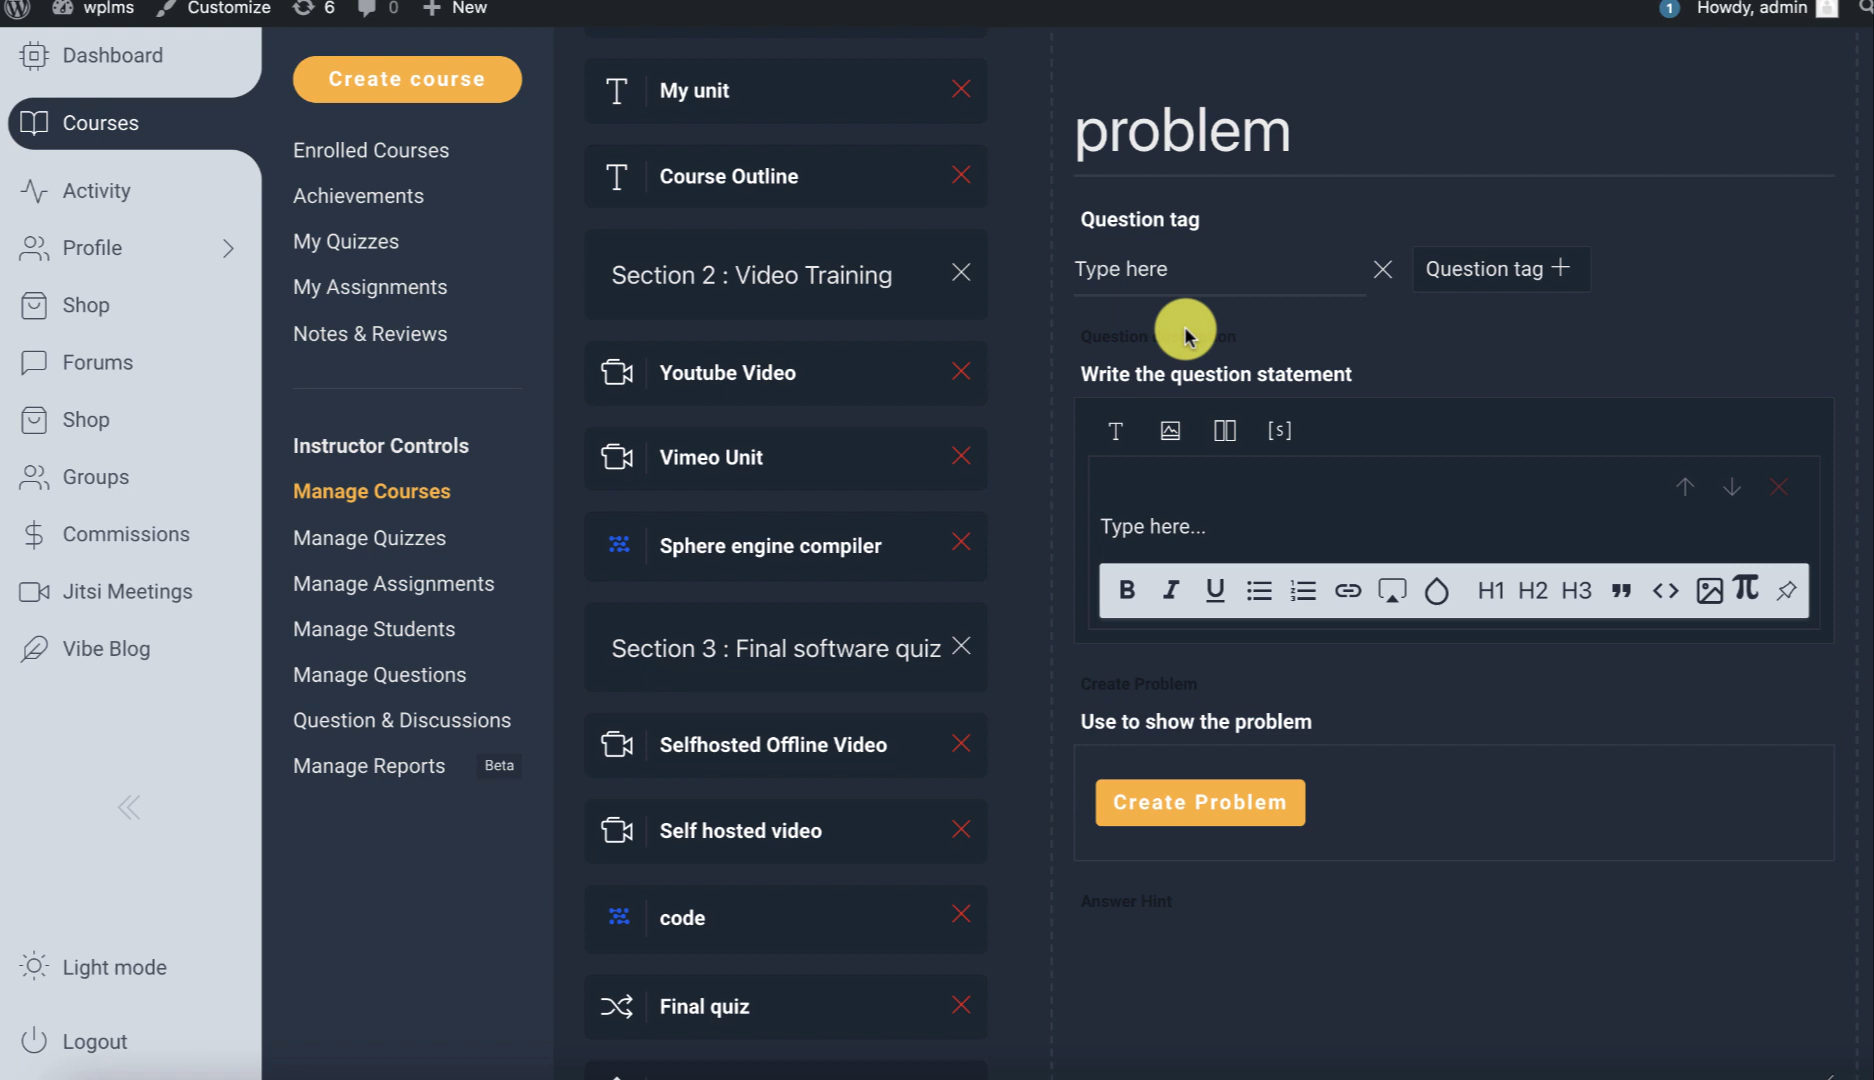 wplms
Customize
6
0
New
1
Howdy, admin
Dashboard
Courses
Activity
Profile
Shop
Forums
Shop
Groups
Commissions
Jitsi Meetings
Vibe Blog
Light mode
Logout
Create course
Enrolled Courses
Achievements
My Quizzes
My Assignments
Notes & Reviews
Instructor Controls
Manage Courses
Manage Quizzes
Manage Assignments
Manage Students
Manage Questions
Question & Discussions
Manage Reports Beta
My unit
Course Outline
Section 2 : Video Training
Youtube Video
Vimeo Unit
Sphere engine compiler
Section 3 : Final software quiz
Selfhosted Offline Video
Self hosted video
code
Final quiz
problem
Question tag
Type here
Question tag +
Question
Write the question statement
T [s]
Type here...
B I U H1 H2 H3 " <> π
Create Problem
Use to show the problem
Create Problem
Answer Hint